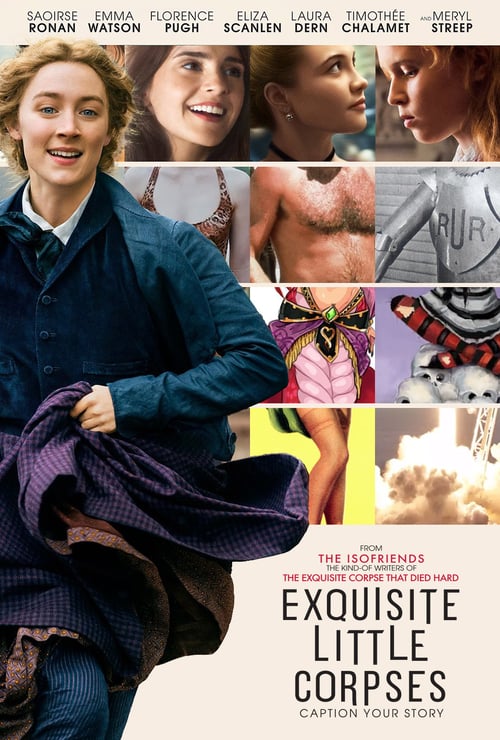 SAOIRSE EMMA FLORENCE ELIZA LAURA TIMOTHÉE AND MERYL
RONAN WATSON PUGH SCANLEN DERN CHALAMET STREEP
RUR
FROM
THE ISOFRIENDS
THE KIND-OF WRITERS OF
THE EXQUISITE CORPSE THAT DIED HARD
EXQUISITE
LITTLE
CORPSES
CAPTION YOUR STORY